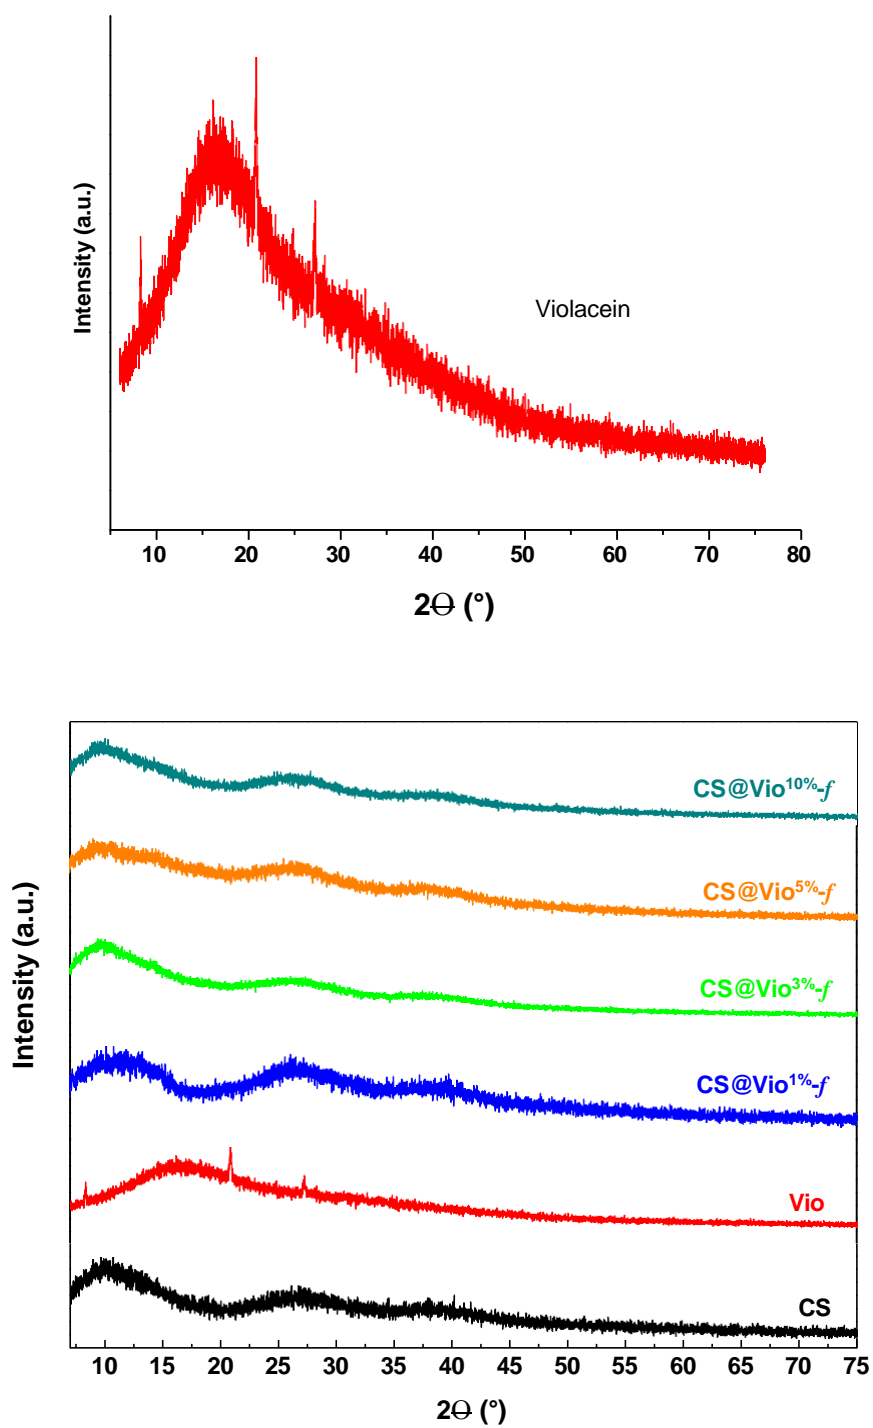 Intensity (a.u.)
Violacein
10 20 30 40 50 60 70 80
2ϴ (°)
Intensity (a.u.)
CS@Vio10%-f
CS@Vio5%-f
CS@Vio3%-f
CS@Vio1%-f
Vio
CS
10 15 20 25 30 35 40 45 50 55 60 65 70 75
2ϴ (°)